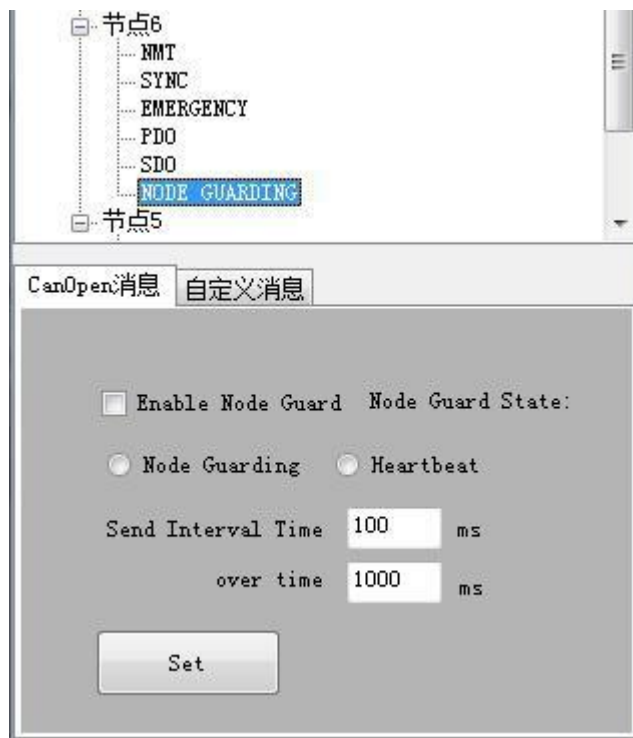 节点6
NMT
SYNC
EMERGENCY
PDO
SDO
NODE GUARDING
节点5
CanOpen消息 自定义消息
Enable Node Guard Node Guard State:
Node Guarding Heartbeat
Send Interval Time 100 ms
over time 1000 ms
Set